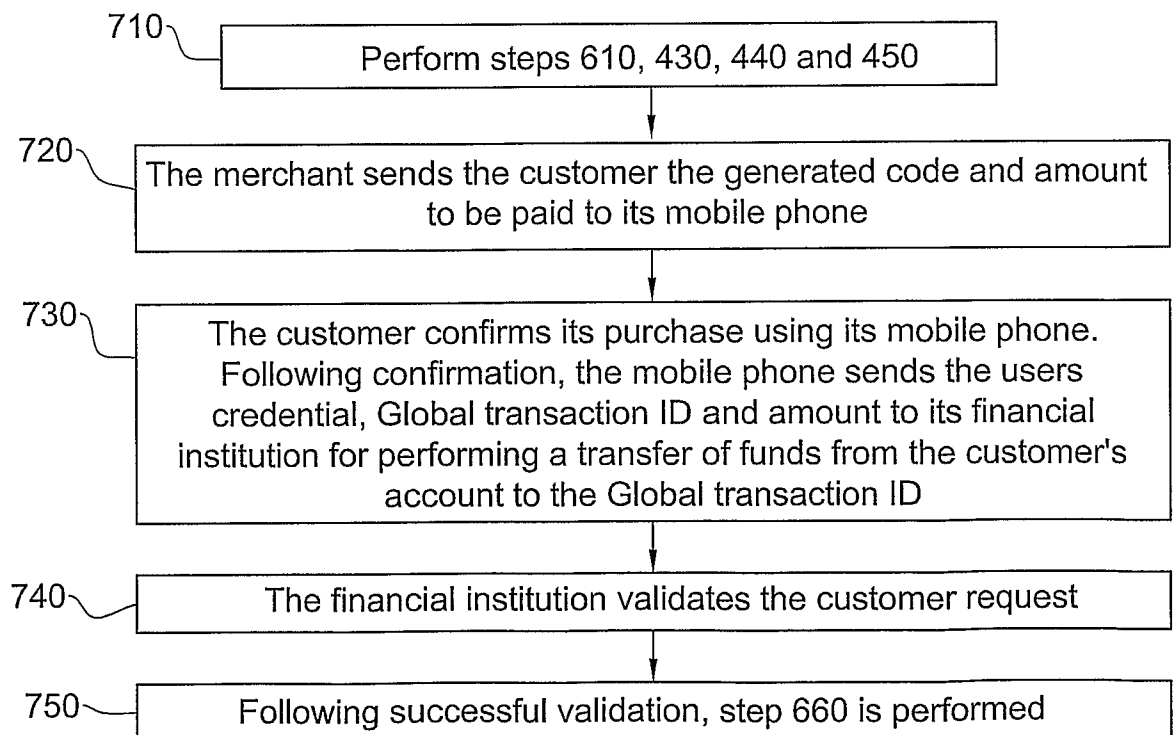 710
Perform steps 610, 430, 440 and 450
720
The merchant sends the customer the generated code and amount
to be paid to its mobile phone
730
The customer confirms its purchase using its mobile phone.
Following confirmation, the mobile phone sends the users
credential, Global transaction ID and amount to its financial
institution for performing a transfer of funds from the customer's
account to the Global transaction ID
740
The financial institution validates the customer request
750
Following successful validation, step 660 is performed